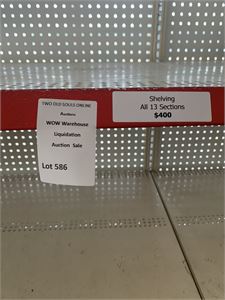 TWO OLD SOULS ONLINE
Auctions
WOW Warehouse
Liquidation
Auction Sale
Lot 586
Shelving
All 13 Sections
$400